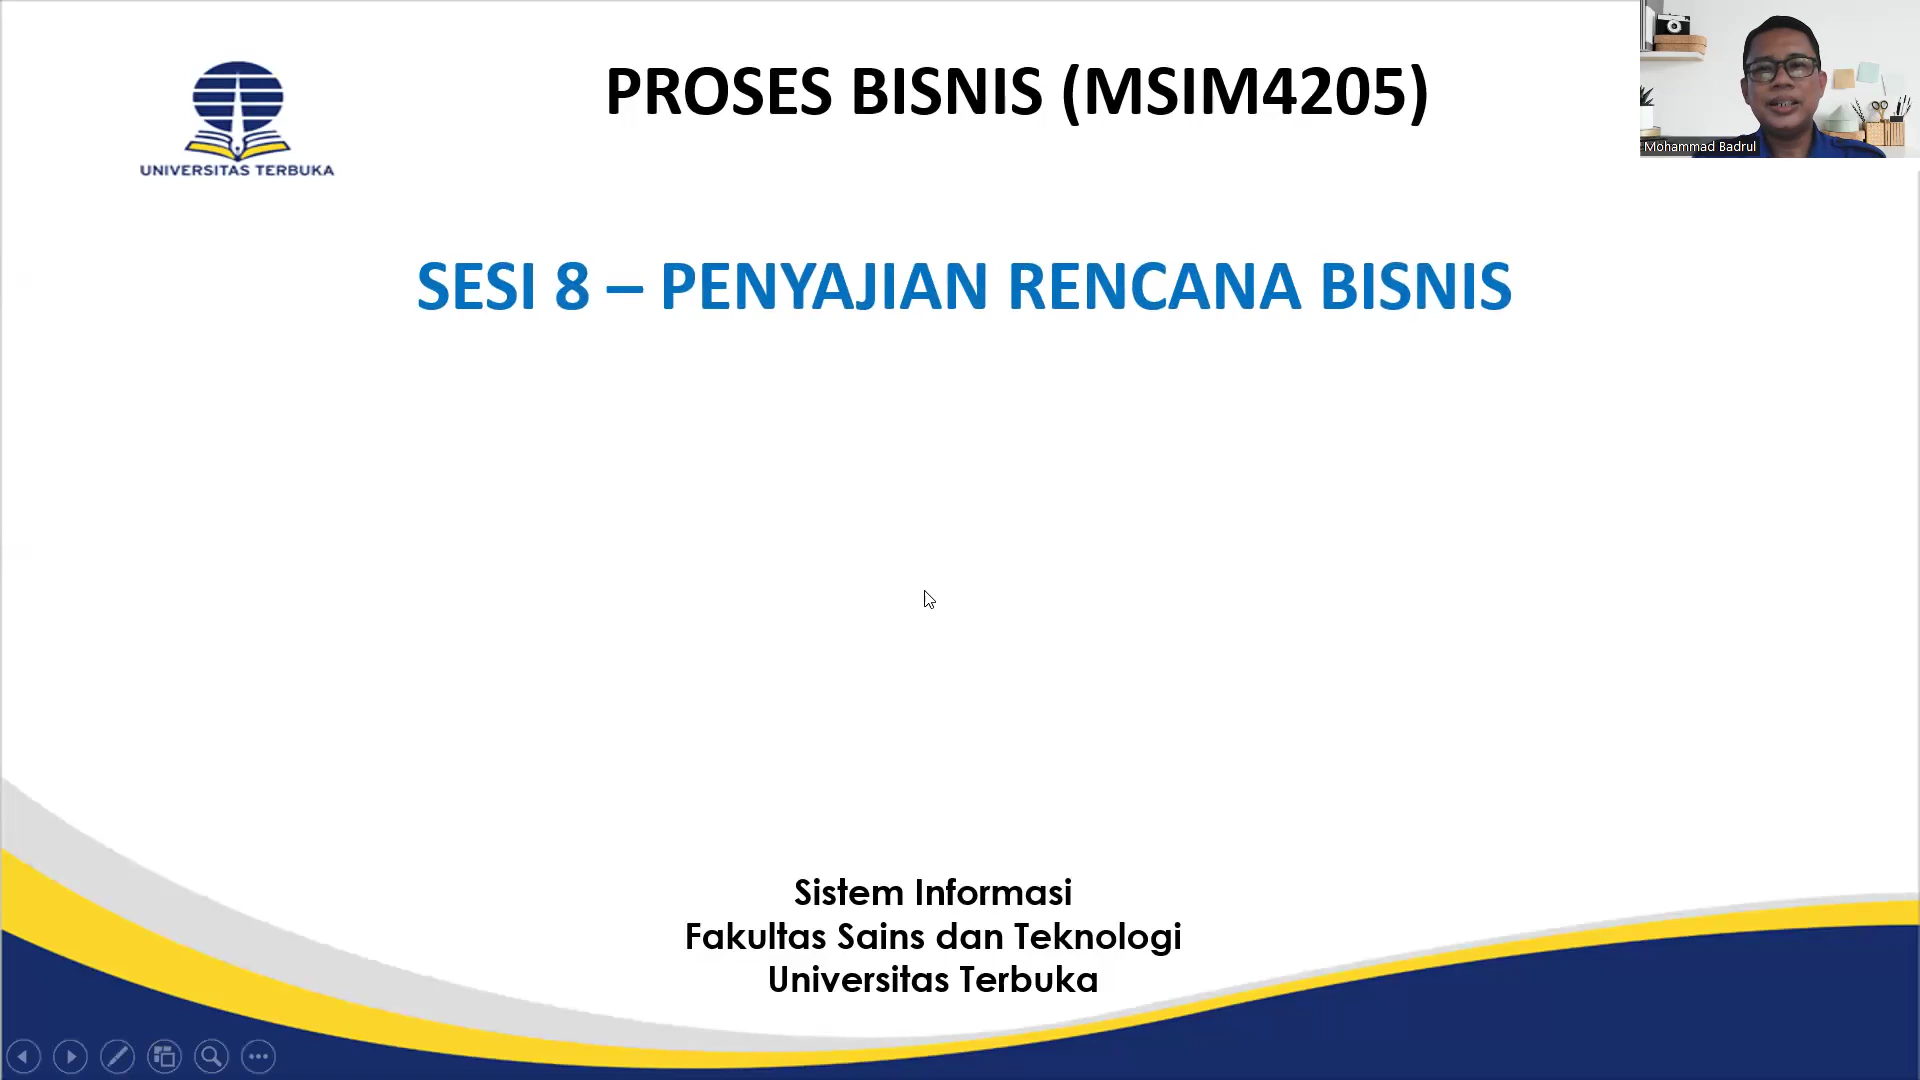 PROSES BISNIS (MSIM4205)
UNIVERSITAS TERBUKA
Mohammad Badrul
SESI 8 – PENYAJIAN RENCANA BISNIS
Sistem Informasi
Fakultas Sains dan Teknologi
Universitas Terbuka